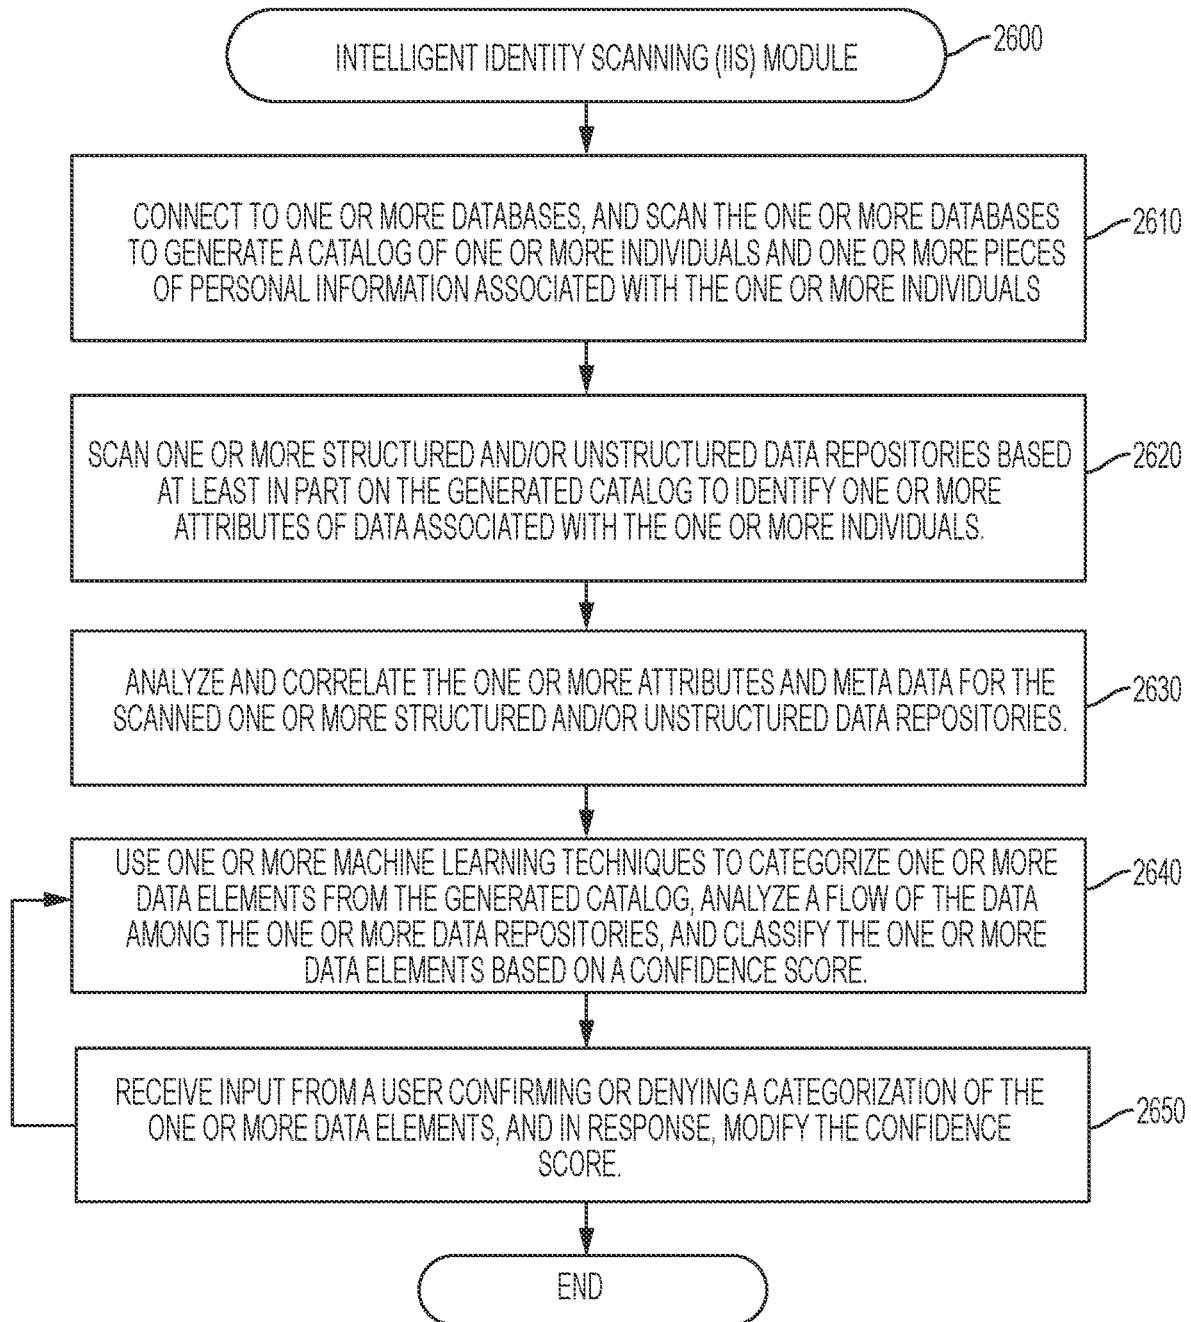 INTELLIGENT IDENTITY SCANNING (IIS) MODULE
2600
CONNECT TO ONE OR MORE DATABASES, AND SCAN THE ONE OR MORE DATABASES
TO GENERATE A CATALOG OF ONE OR MORE INDIVIDUALS AND ONE OR MORE PIECES
OF PERSONAL INFORMATION ASSOCIATED WITH THE ONE OR MORE INDIVIDUALS
2610
SCAN ONE OR MORE STRUCTURED AND/OR UNSTRUCTURED DATA REPOSITORIES BASED
AT LEAST IN PART ON THE GENERATED CATALOG TO IDENTIFY ONE OR MORE
ATTRIBUTES OF DATA ASSOCIATED WITH THE ONE OR MORE INDIVIDUALS.
2620
ANALYZE AND CORRELATE THE ONE OR MORE ATTRIBUTES AND META DATA FOR THE
SCANNED ONE OR MORE STRUCTURED AND/OR UNSTRUCTURED DATA REPOSITORIES.
2630
USE ONE OR MORE MACHINE LEARNING TECHNIQUES TO CATEGORIZE ONE OR MORE
DATA ELEMENTS FROM THE GENERATED CATALOG, ANALYZE A FLOW OF THE DATA
AMONG THE ONE OR MORE DATA REPOSITORIES, AND CLASSIFY THE ONE OR MORE
DATA ELEMENTS BASED ON A CONFIDENCE SCORE.
2640
RECEIVE INPUT FROM A USER CONFIRMING OR DENYING A CATEGORIZATION OF THE
ONE OR MORE DATA ELEMENTS, AND IN RESPONSE, MODIFY THE CONFIDENCE
SCORE.
2650
END